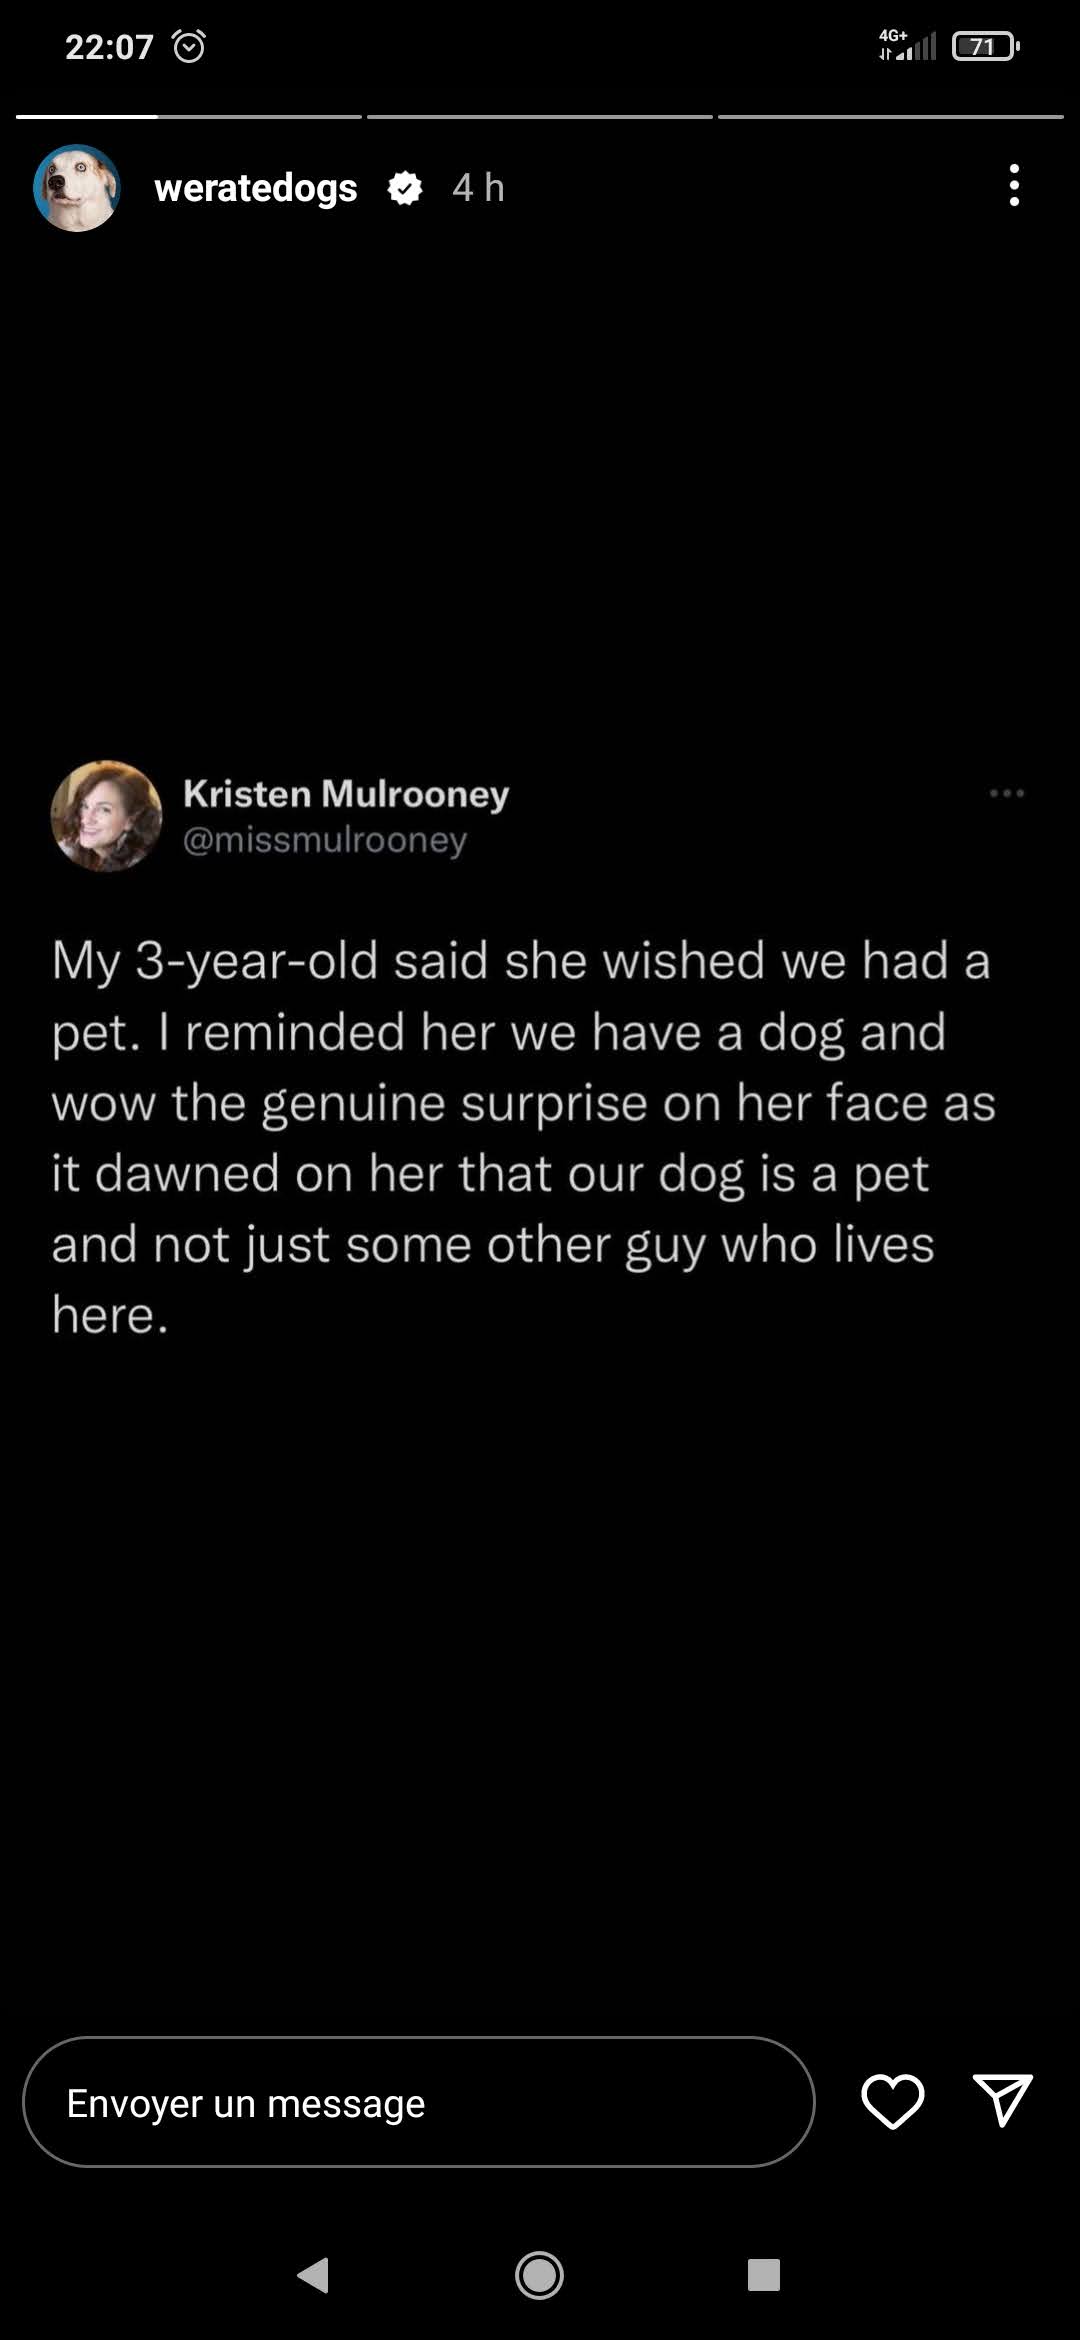 22:07 4G+ 71
weratedogs 4 h
Kristen Mulrooney
@missmulrooney
My 3-year-old said she wished we had a
pet. I reminded her we have a dog and
wow the genuine surprise on her face as
it dawned on her that our dog is a pet
and not just some other guy who lives
here.
Envoyer un message